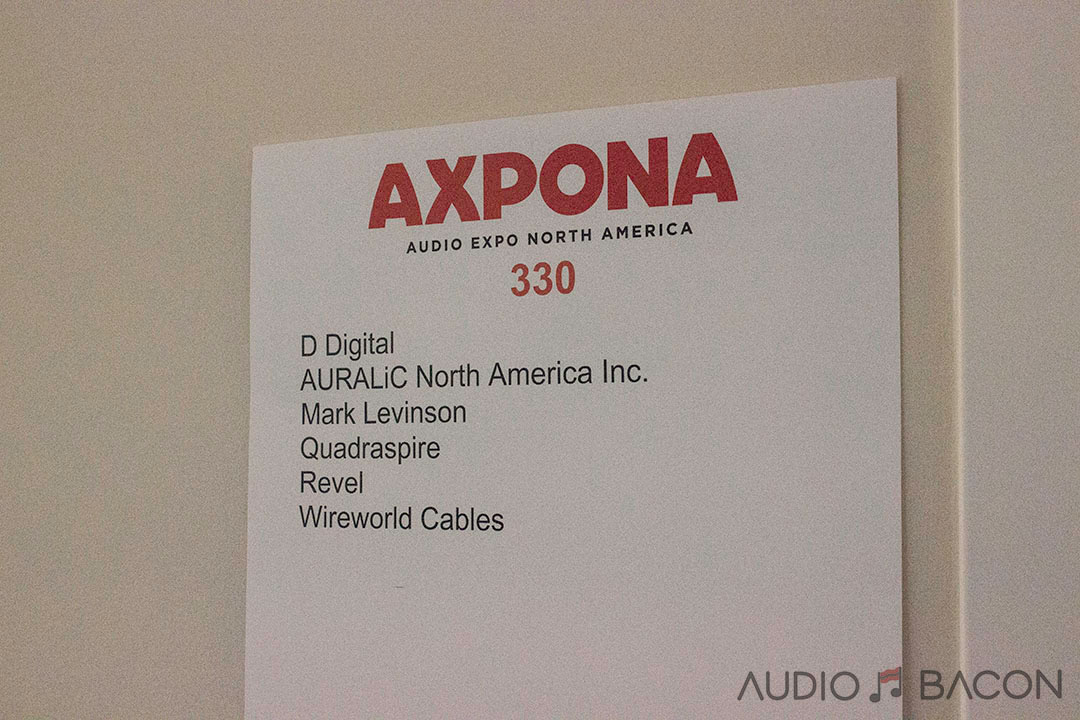 AXPONA
AUDIO EXPO NORTH AMERICA
330
D Digital
AURALiC North America Inc.
Mark Levinson
Quadraspire
Revel
Wireworld Cables
AUDIO BACON